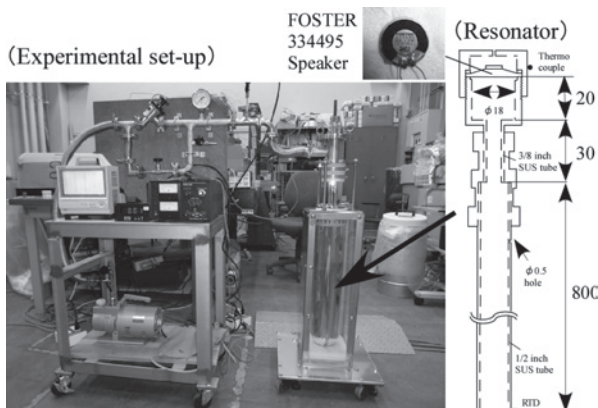 FOSTER
334495
Speaker
(Experimental set-up)
(Resonator)
Thermo
couple
20
φ18
30
3/8 inch
SUS tube
φ0.5
hole
800
1/2 inch
SUS tube
RTD